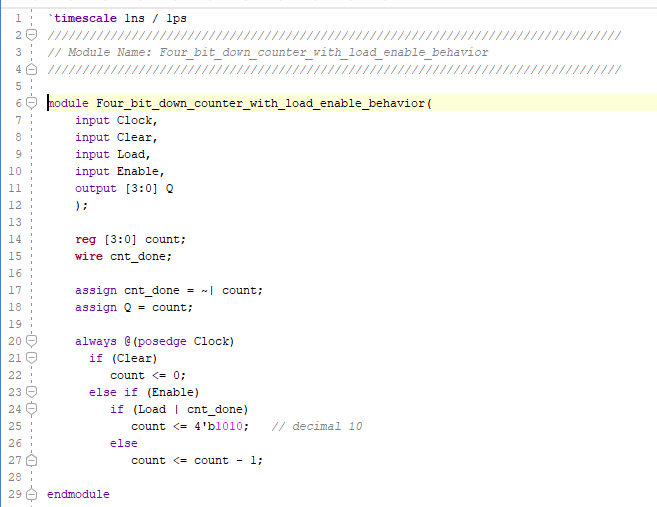 1 `timescale 1ns / 1ps
2 //////////////////////////////////////////////////////////////////////////////////
3 // Module Name: Four_bit_down_counter_with_load_enable_behavior
4 //////////////////////////////////////////////////////////////////////////////////
5
6 module Four_bit_down_counter_with_load_enable_behavior(
7     input Clock,
8     input Clear,
9     input Load,
10     input Enable,
11     output [3:0] Q
12     );
13
14     reg [3:0] count;
15     wire cnt_done;
16
17     assign cnt_done = ~| count;
18     assign Q = count;
19
20     always @(posedge Clock)
21       if (Clear)
22          count <= 0;
23       else if (Enable)
24          if (Load | cnt_done)
25             count <= 4'b1010;   // decimal 10
26          else
27             count <= count - 1;
28
29 endmodule